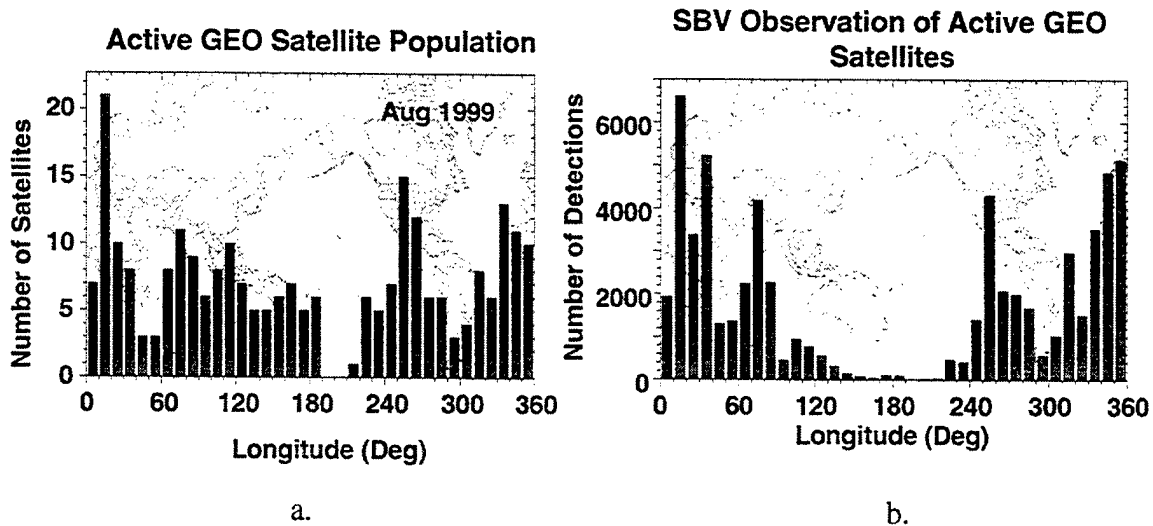 Active GEO Satellite Population
Number of Satellites
20
15
10
5
0
Aug 1999
0 60 120 180 240 300 360
Longitude (Deg)
a.
SBV Observation of Active GEO
Satellites
Number of Detections
6000
4000
2000
0
0 60 120 180 240 300 360
Longitude (Deg)
b.